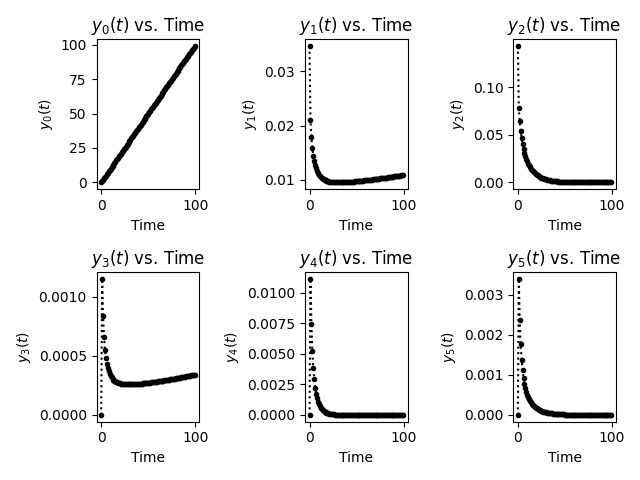 y₀(t) vs. Time
y₁(t) vs. Time
y₂(t) vs. Time
100
75
50
25
0
y₀(t)
0
100
Time
0.03
0.02
0.01
y₁(t)
0
100
Time
0.10
0.05
0.00
y₂(t)
0
100
Time
y₃(t) vs. Time
y₄(t) vs. Time
y₅(t) vs. Time
0.0010
0.0005
0.0000
y₃(t)
0
100
Time
0.0100
0.0075
0.0050
0.0025
0.0000
y₄(t)
0
100
Time
0.003
0.002
0.001
0.000
y₅(t)
0
100
Time